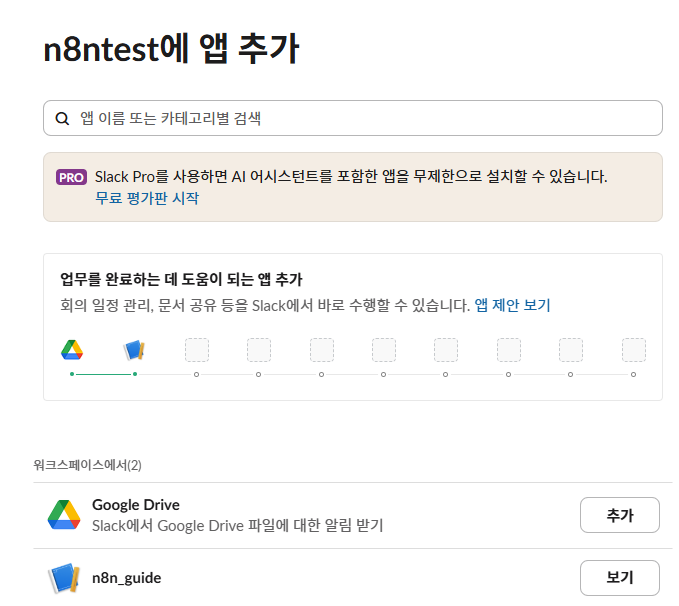 n8ntest에 앱 추가
앱 이름 또는 카테고리별 검색
PRO Slack Pro를 사용하면 AI 어시스턴트를 포함한 앱을 무제한으로 설치할 수 있습니다.
무료 평가판 시작
업무를 완료하는 데 도움이 되는 앱 추가
회의 일정 관리, 문서 공유 등을 Slack에서 바로 수행할 수 있습니다. 앱 제안 보기
워크스페이스에서(2)
Google Drive
Slack에서 Google Drive 파일에 대한 알림 받기
추가
n8n_guide
보기